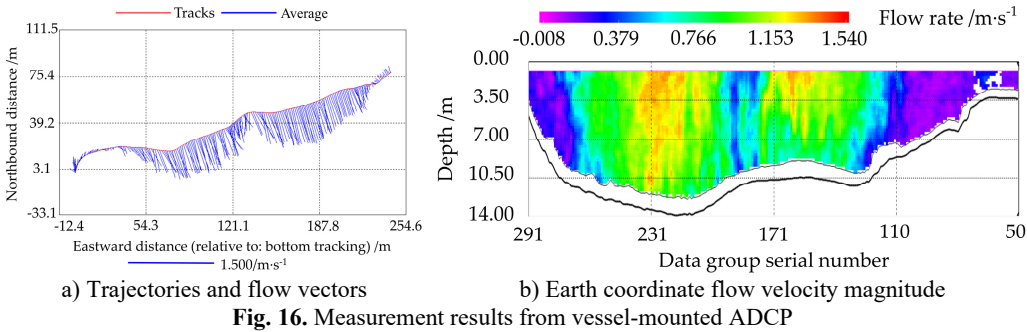 Tracks Average
Northbound distance /m
111.5
75.4
39.2
3.1
-33.1
-12.4 54.3 121.1 187.8 254.6
Eastward distance (relative to: bottom tracking) /m
1.500/m·s⁻¹
a) Trajectories and flow vectors
Flow rate/m·s⁻¹
-0.008 0.379 0.766 1.153 1.540
Depth /m
0.00
3.50
7.00
10.50
14.00
291 231 171 110 50
Data group serial number
b) Earth coordinate flow velocity magnitude
Fig. 16. Measurement results from vessel-mounted ADCP